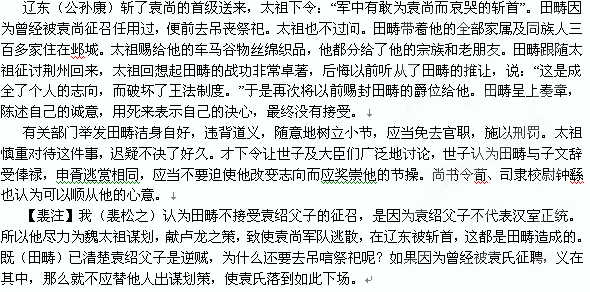 辽东（公孙康）斩了袁尚的首级送来，太祖下令：“军中有敢为袁尚而哀哭的斩首”。田畴因
为曾经被袁尚征召任用过，便前去吊丧祭祀。太祖也不过问。田畴带着他的全部家属及同族人三
百多家住在邺城。太祖赐给他的车马谷物丝绵织品，他都分给了他的宗族和老朋友。田畴跟随太
祖征讨荆州回来，太祖回想起田畴的战功非常卓著，后悔以前听从了田畴的推让，说：“这是成
全了个人的志向，而破坏了王法制度。”于是再次将以前赐封田畴的爵位给他。田畴呈上奏章，
陈述自己的诚意，用死来表示自己的决心，最终没有接受。
有关部门举发田畴洁身自好，违背道义，随意地树立小节，应当免去官职，施以刑罚。太祖
慎重对待这件事，迟疑不决了好久。才下令让世子及大臣们广泛地讨论，世子认为田畴与子文辞
受俸禄，申胥逃赏相同，应当不要迫使他改变志向而应奖崇他的节操。尚书令荀、司隶校尉钟繇
也认为可以顺从他的心意。
【裴注】我（裴松之）认为田畴不接受袁绍父子的征召，是因为袁绍父子不代表汉室正统。
所以他尽力为魏太祖谋划，献卢龙之策，致使袁尚军队逃散，在辽东被斩首，这都是田畴造成的。
既（田畴）已清楚袁绍父子是逆贼，为什么还要去吊唁祭祀呢？如果因为曾经被袁氏征聘，义在
其中，那么就不应替他人出谋划策，使袁氏落到如此下场。